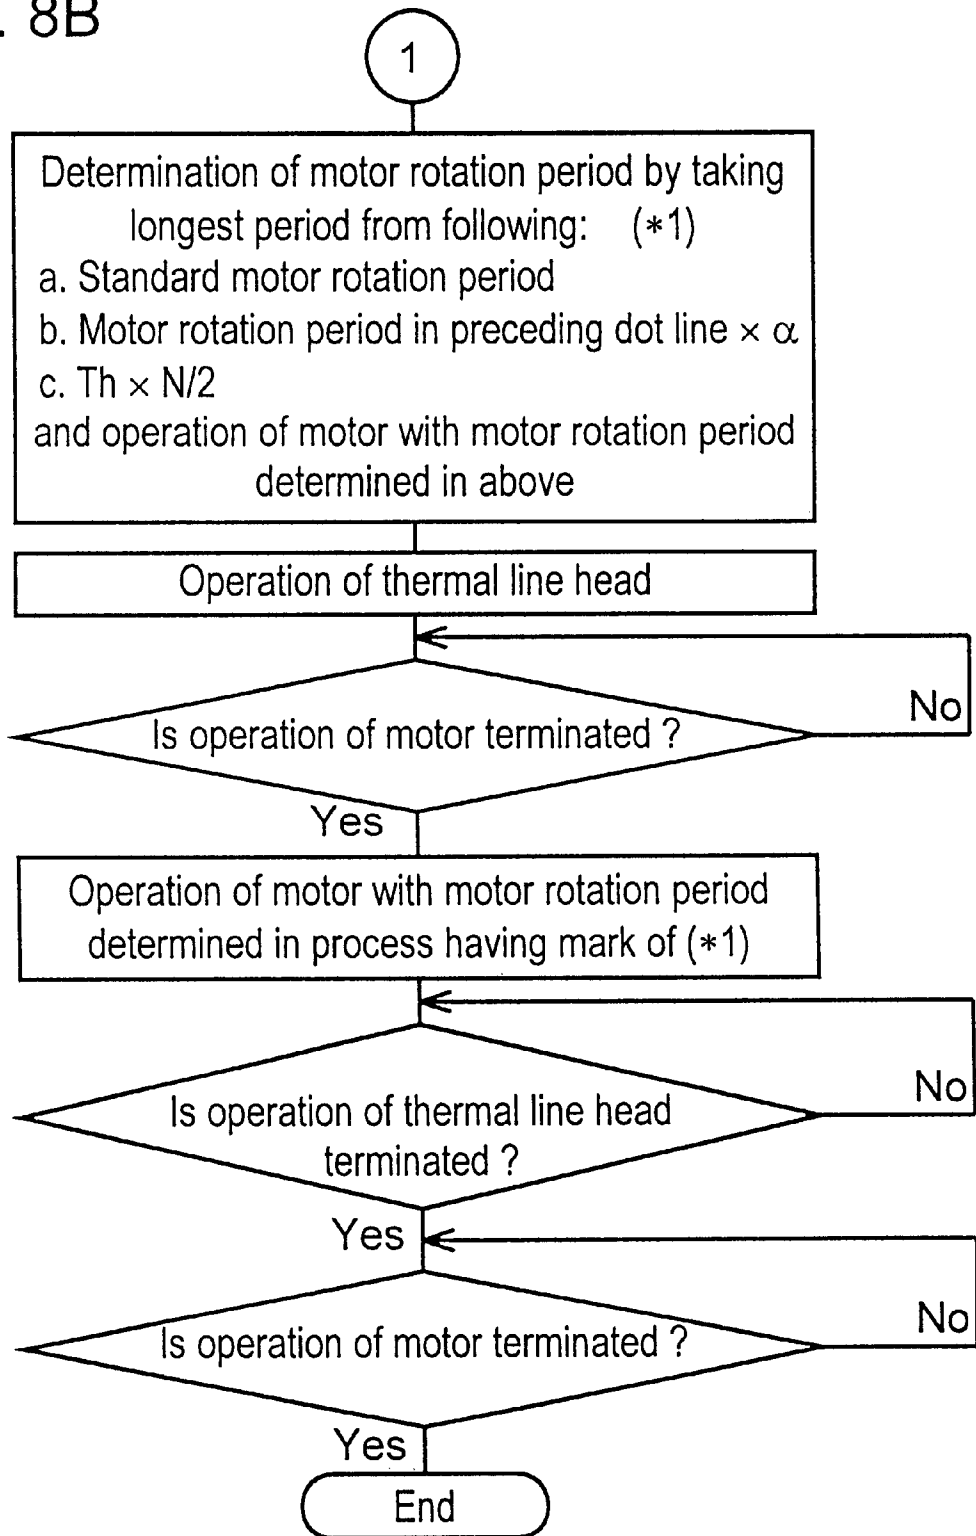 . 8B
1
Determination of motor rotation period by taking
longest period from following: (*1)
a. Standard motor rotation period
b. Motor rotation period in preceding dot line × α
c. Th × N/2
and operation of motor with motor rotation period
determined in above
Operation of thermal line head
Is operation of motor terminated ?
No
Yes
Operation of motor with motor rotation period
determined in process having mark of (*1)
Is operation of thermal line head
terminated ?
No
Yes
Is operation of motor terminated ?
No
Yes
End